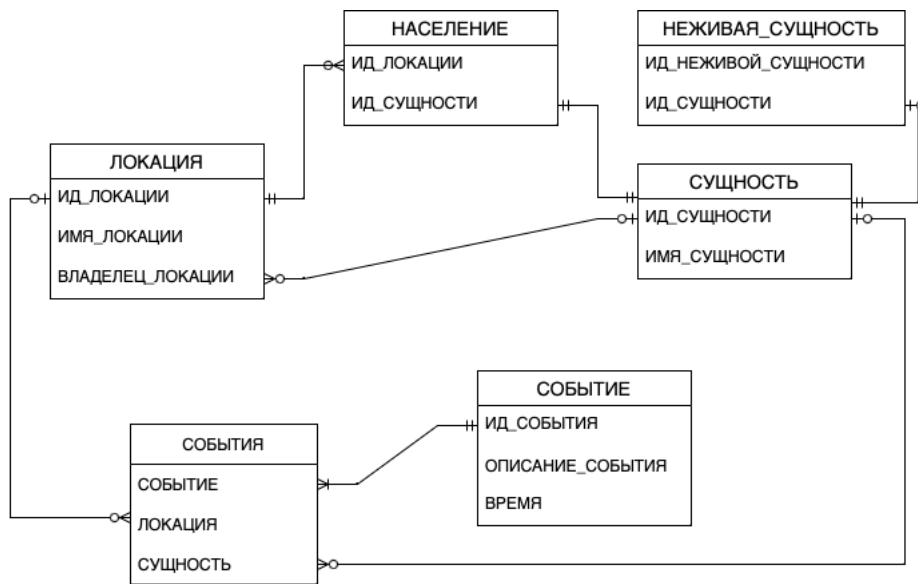 НАСЕЛЕНИЕ
ИД_ЛОКАЦИИ
ИД_СУЩНОСТИ
НЕЖИВАЯ_СУЩНОСТЬ
ИД_НЕЖИВОЙ_СУЩНОСТИ
ИД_СУЩНОСТИ
ЛОКАЦИЯ
ИД_ЛОКАЦИИ
ИМЯ_ЛОКАЦИИ
ВЛАДЕЛЕЦ_ЛОКАЦИИ
СУЩНОСТЬ
ИД_СУЩНОСТИ
ИМЯ_СУЩНОСТИ
СОБЫТИЕ
ИД_СОБЫТИЯ
ОПИСАНИЕ_СОБЫТИЯ
ВРЕМЯ
СОБЫТИЯ
СОБЫТИЕ
ЛОКАЦИЯ
СУЩНОСТЬ